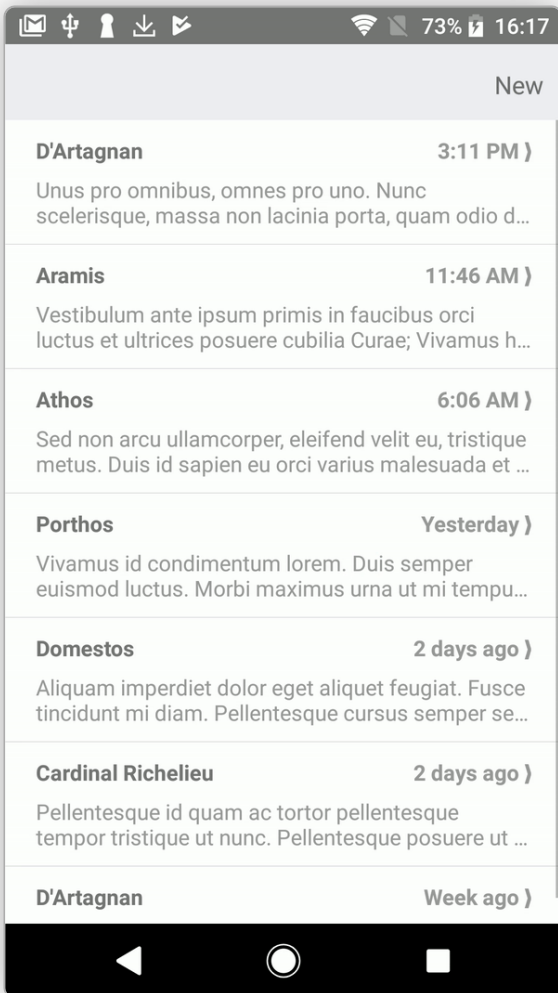 73% 16:17
New
D'Artagnan 3:11 PM ⟩
Unus pro omnibus, omnes pro uno. Nunc
scelerisque, massa non lacinia porta, quam odio d...
Aramis 11:46 AM ⟩
Vestibulum ante ipsum primis in faucibus orci
luctus et ultrices posuere cubilia Curae; Vivamus h...
Athos 6:06 AM ⟩
Sed non arcu ullamcorper, eleifend velit eu, tristique
metus. Duis id sapien eu orci varius malesuada et ...
Porthos Yesterday ⟩
Vivamus id condimentum lorem. Duis semper
euismod luctus. Morbi maximus urna ut mi tempu...
Domestos 2 days ago ⟩
Aliquam imperdiet dolor eget aliquet feugiat. Fusce
tincidunt mi diam. Pellentesque cursus semper se...
Cardinal Richelieu 2 days ago ⟩
Pellentesque id quam ac tortor pellentesque
tempor tristique ut nunc. Pellentesque posuere ut ...
D'Artagnan Week ago ⟩